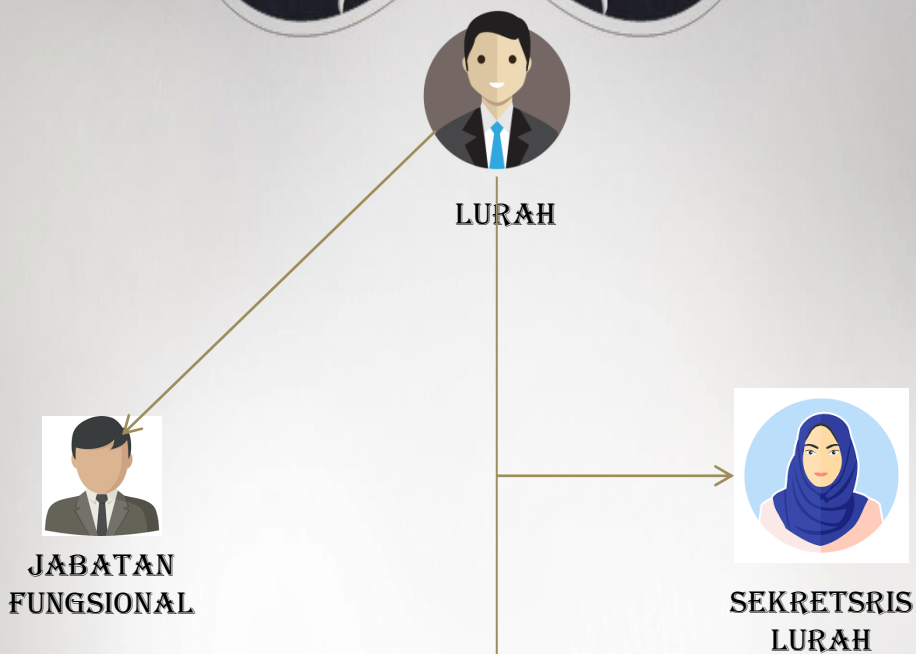 LURAH
JABATAN
FUNGSIONAL
SEKRETSRIS
LURAH